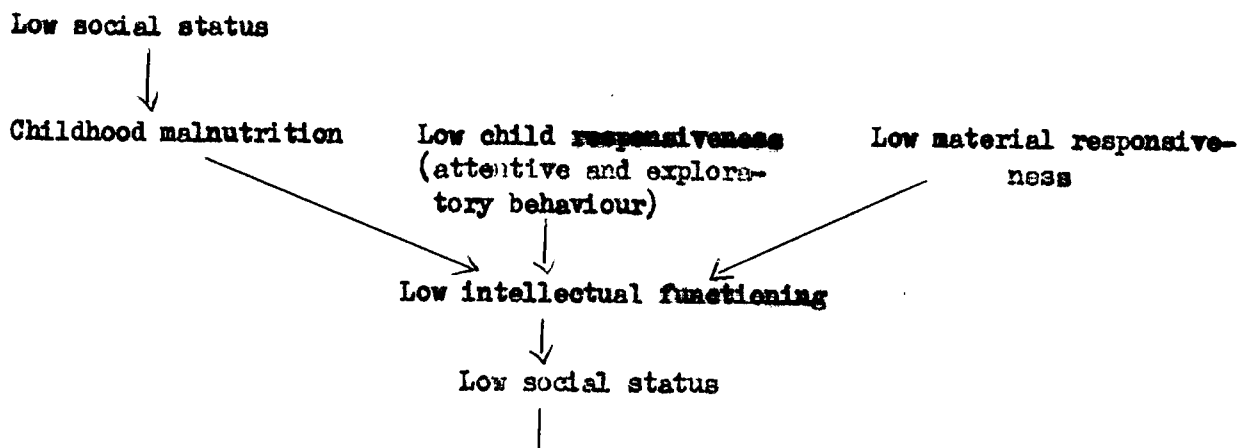 Low social status
Childhood malnutrition
Low child responsiveness
(attentive and explora-
tory behaviour)
Low material responsive-
ness
Low intellectual functioning
Low social status